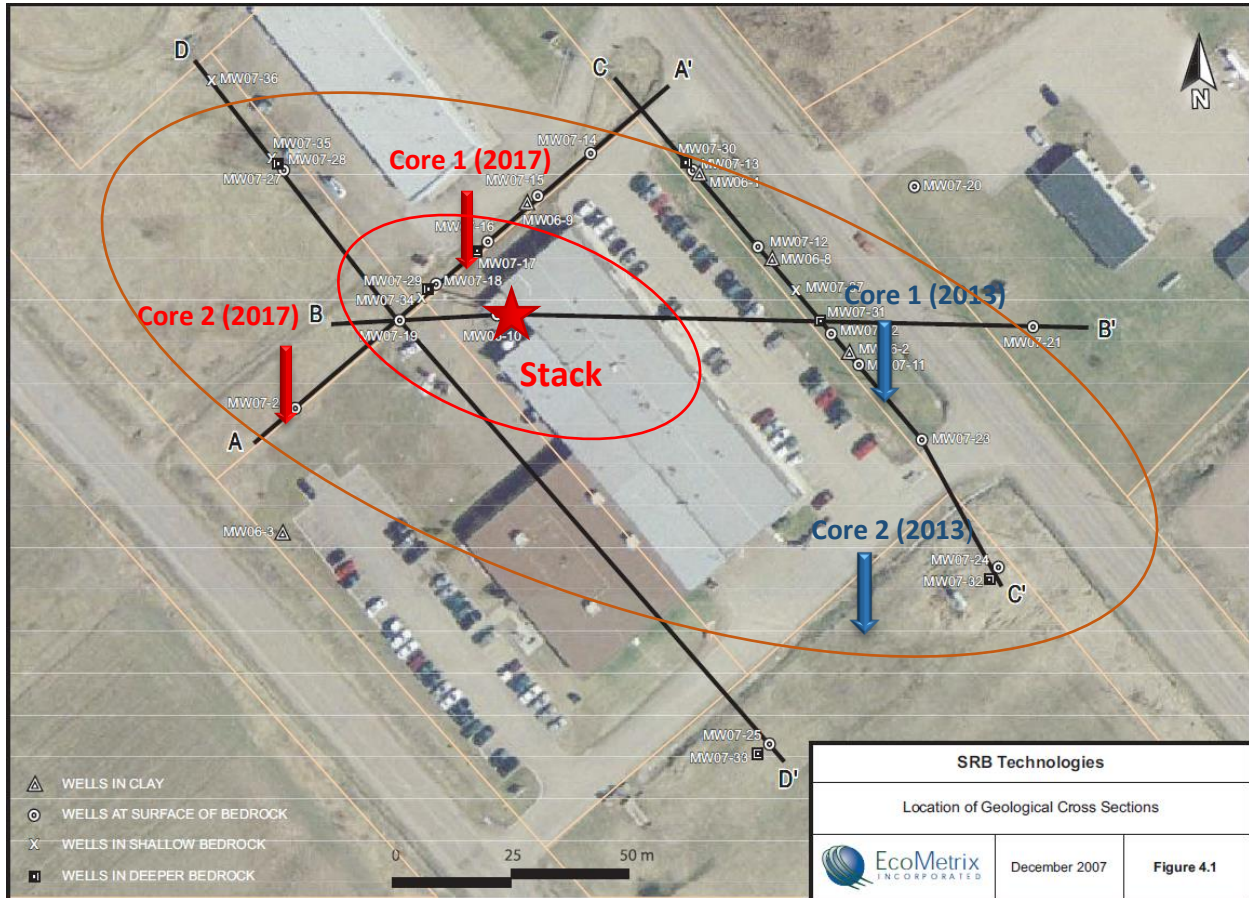 D
C
A'
MW07-36
N
MW07-35
MW07-28
MW07-27
Core 1 (2017)
MW07-14
MW07-30
MW07-13
MW06-1
MW07-20
MW07-15
MW06-9
MW07-17
MW07-12
MW06-8
MW07-29
MW07-18
MW07-34
Core 2 (2017)
Core 1 (2013)
B
MW07-31
B'
MW07-19
MW07-21
Stack
MW06-2
MW07-11
A
MW07-23
MW06-3
Core 2 (2013)
MW07-24
MW07-32
C'
MW07-25
MW07-33
D'
WELLS IN CLAY
WELLS AT SURFACE OF BEDROCK
WELLS IN SHALLOW BEDROCK
WELLS IN DEEPER BEDROCK
0 25 50 m
SRB Technologies
Location of Geological Cross Sections
EcoMetrix
INCORPORATED
December 2007
Figure 4.1